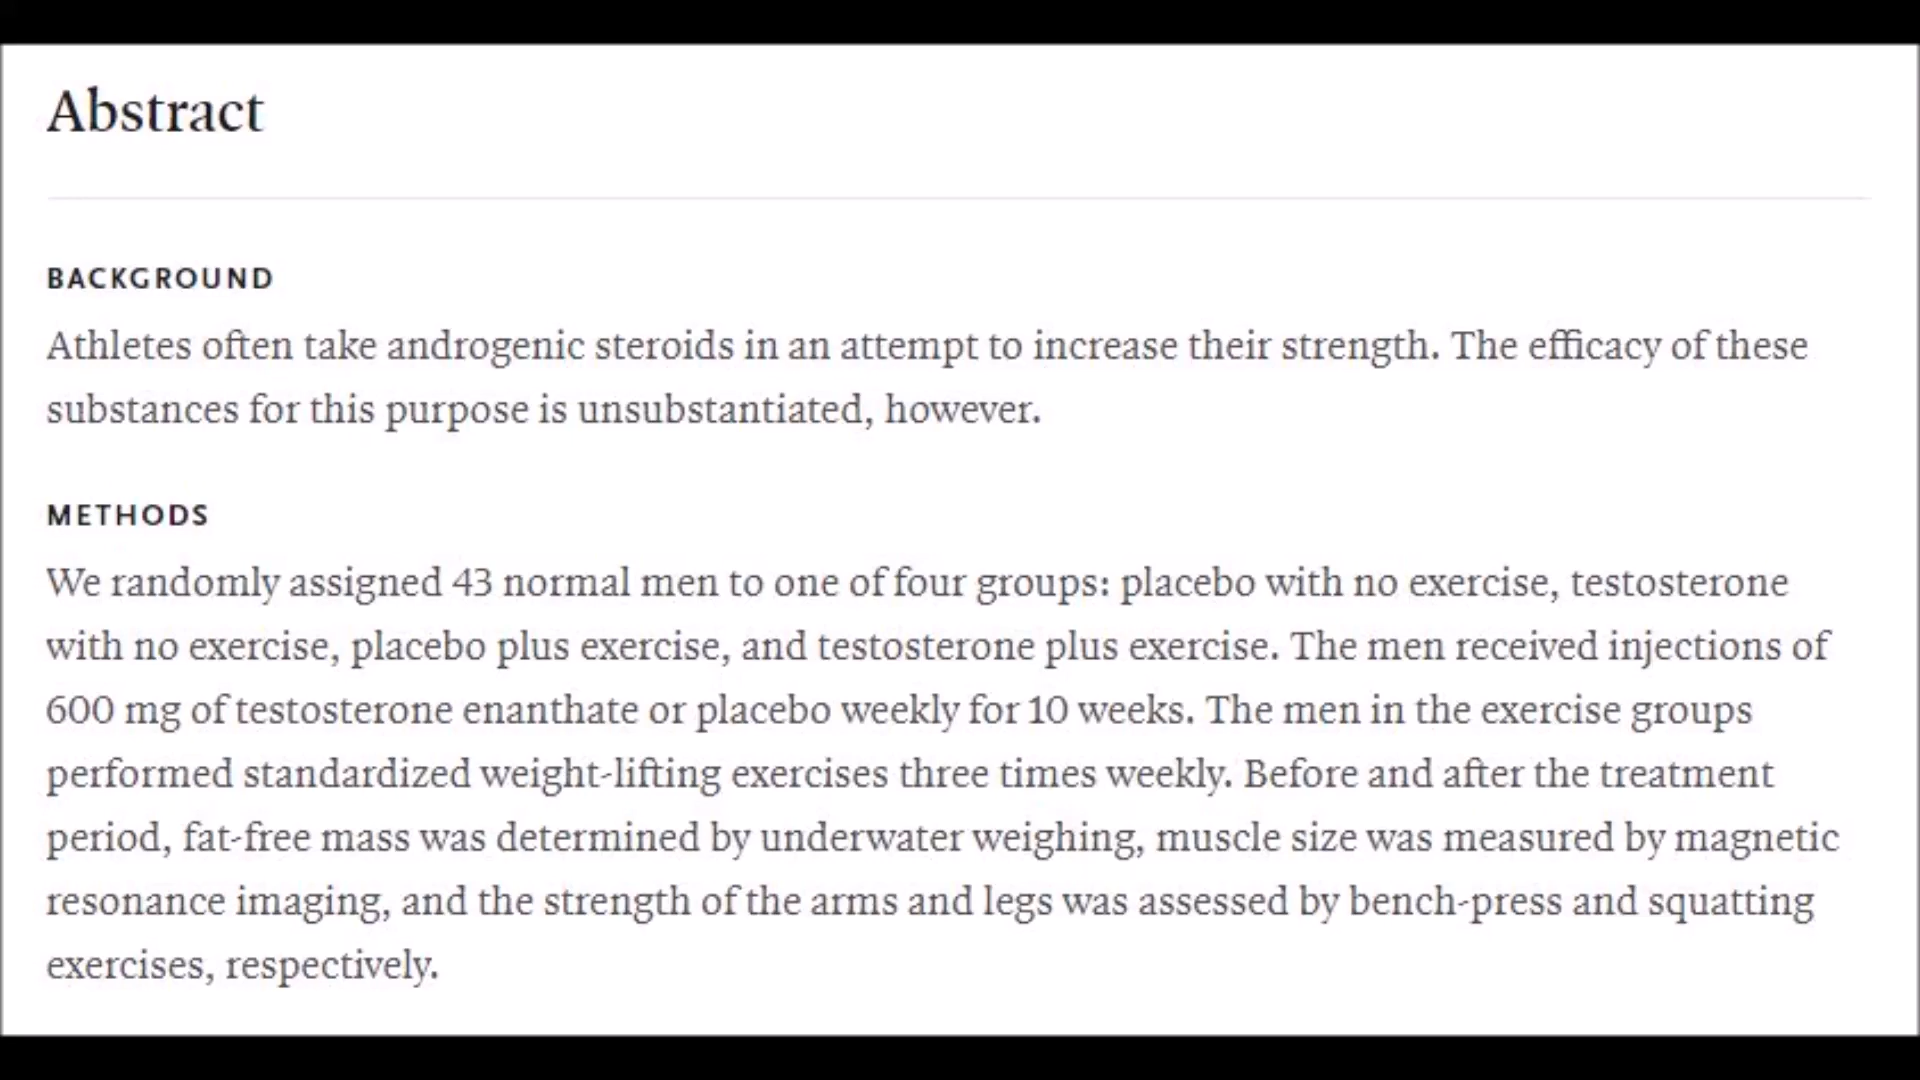 Abstract
BACKGROUND
Athletes often take androgenic steroids in an attempt to increase their strength. The efficacy of these
substances for this purpose is unsubstantiated, however.
METHODS
We randomly assigned 43 normal men to one of four groups: placebo with no exercise, testosterone
with no exercise, placebo plus exercise, and testosterone plus exercise. The men received injections of
600 mg of testosterone enanthate or placebo weekly for 10 weeks. The men in the exercise groups
performed standardized weight-lifting exercises three times weekly. Before and after the treatment
period, fat-free mass was determined by underwater weighing, muscle size was measured by magnetic
resonance imaging, and the strength of the arms and legs was assessed by bench-press and squatting
exercises, respectively.